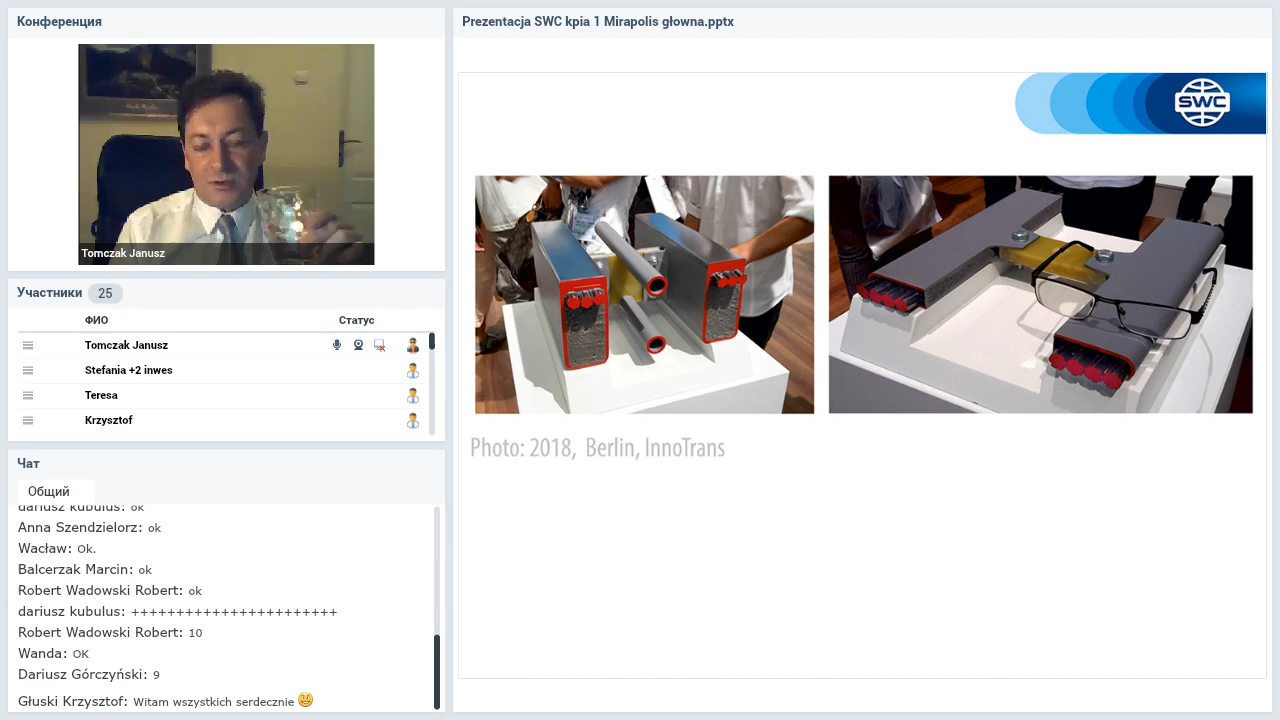 Конференция
Tomczak Janusz
Участники 25
ФИО Статус
Tomczak Janusz
Stefania +2 inwes
Teresa
Krzysztof
Чат
Общий
dariusz kubulus: ok
Anna Szendzielorz: ok
Wacław: Ok.
Balcerzak Marcin: ok
Robert Wadowski Robert: ok
dariusz kubulus: +++++++++++++++++++++++
Robert Wadowski Robert: 10
Wanda: OK
Dariusz Górczyński: 9
Głuski Krzysztof: Witam wszystkich serdecznie
Prezentacja SWC kpia 1 Mirapolis głowna.pptx
SWC
Photo: 2018, Berlin, InnoTrans